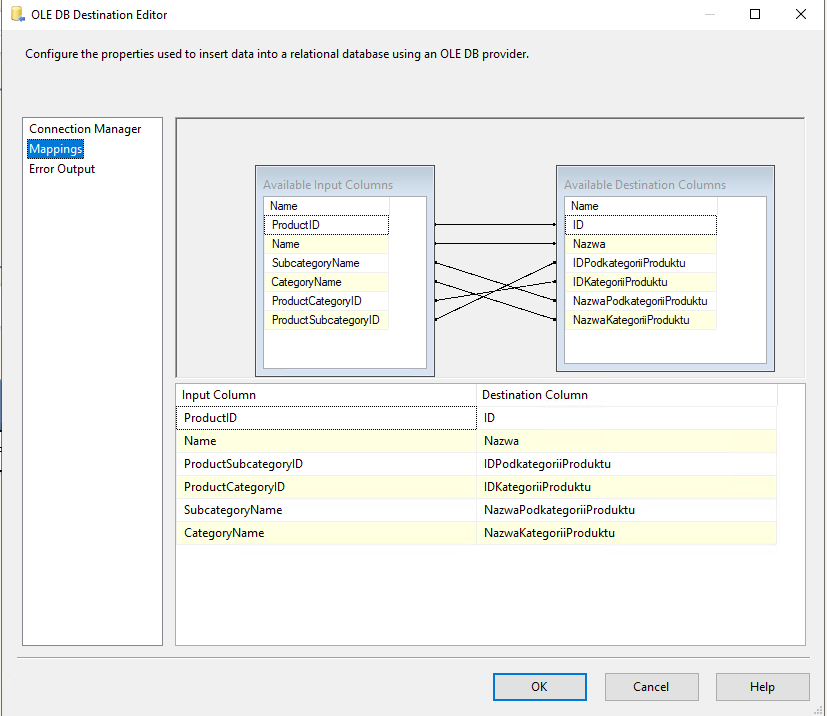 OLE DB Destination Editor
Configure the properties used to insert data into a relational database using an OLE DB provider.
Connection Manager
Mappings
Error Output
Available Input Columns
Name
ProductID
Name
SubcategoryName
CategoryName
ProductCategoryID
ProductSubcategoryID
Available Destination Columns
Name
ID
Nazwa
IDPodkategoriiProduktu
IDKategoriiProduktu
NazwaPodkategoriiProduktu
NazwaKategoriiProduktu
Input Column Destination Column
ProductID ID
Name Nazwa
ProductSubcategoryID IDPodkategoriiProduktu
ProductCategoryID IDKategoriiProduktu
SubcategoryName NazwaPodkategoriiProduktu
CategoryName NazwaKategoriiProduktu
OK Cancel Help